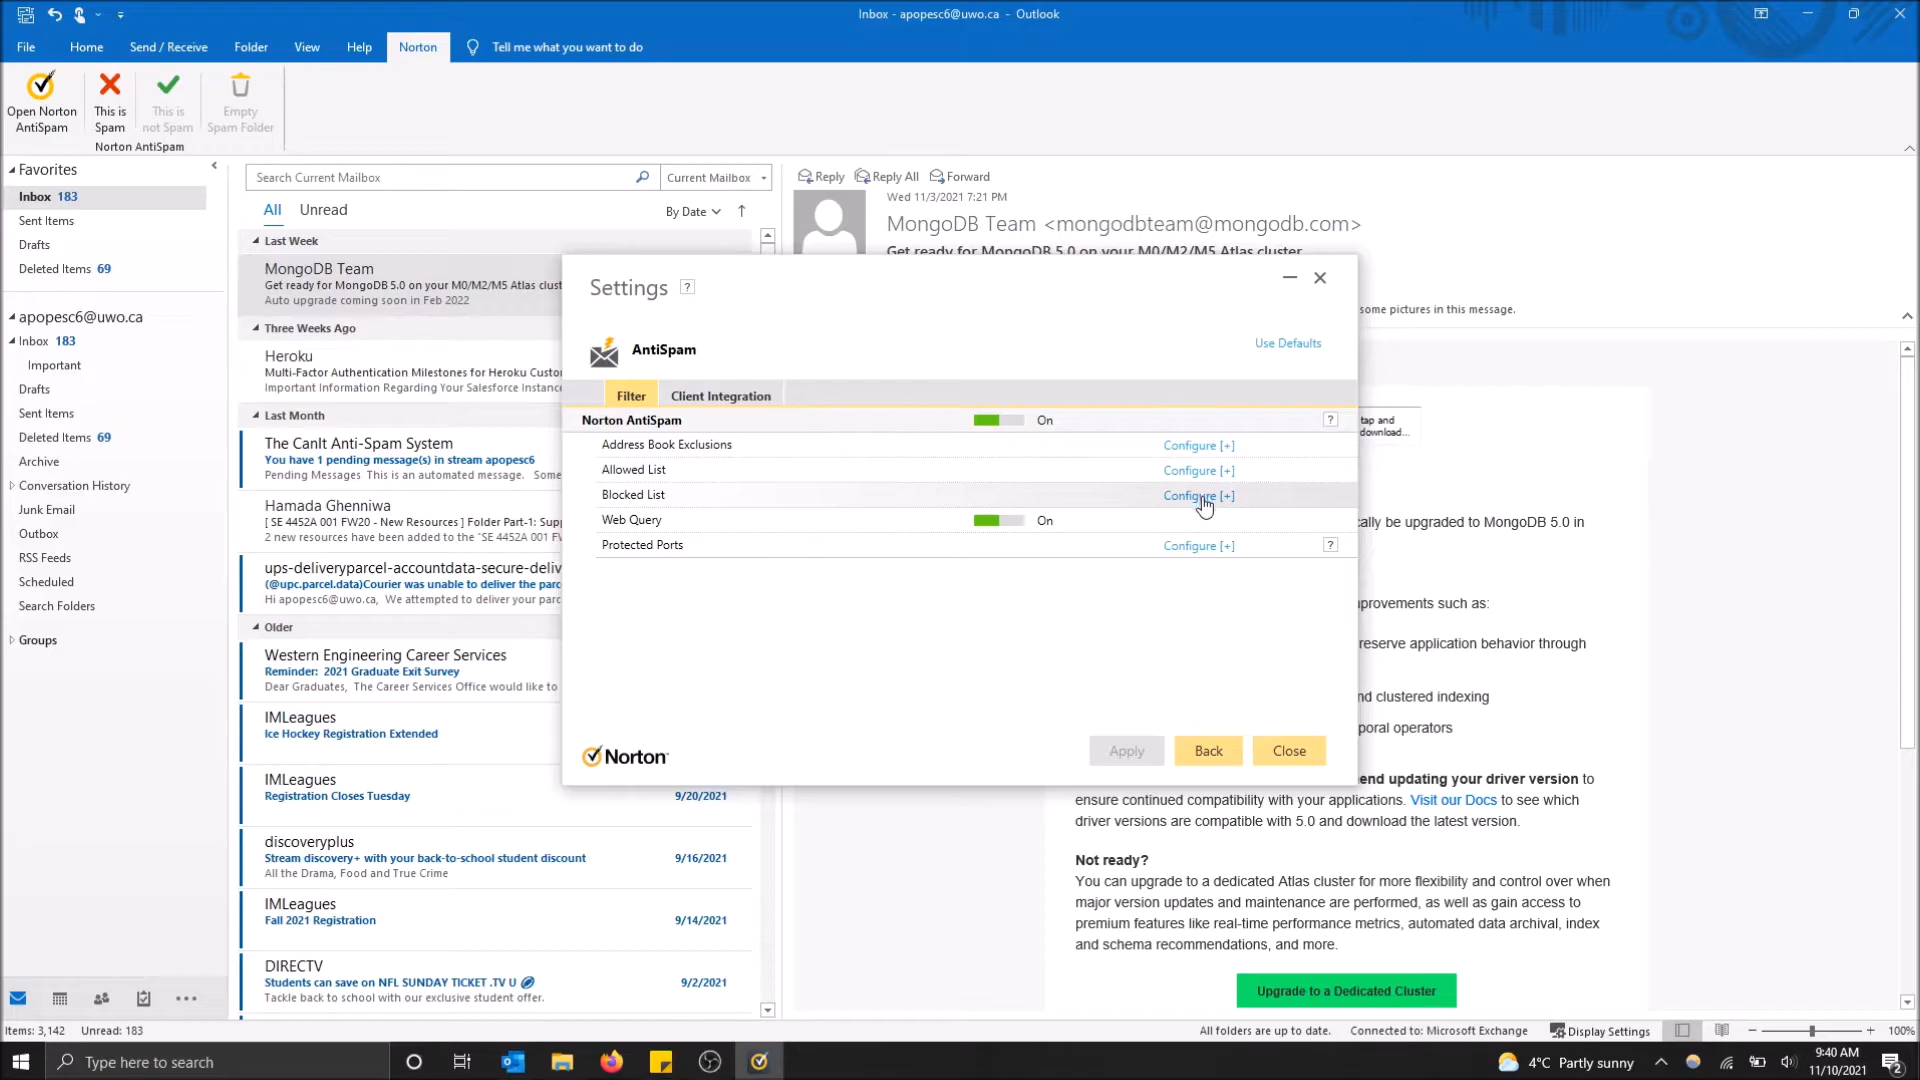 Inbox - apopesc6@uwo.ca - Outlook
File Home Send / Receive Folder View Help Norton Tell me what you want to do
Open Norton AntiSpam
This is Spam
This is not Spam
Empty Spam Folder
Norton AntiSpam
Favorites
Inbox 183
Sent Items
Drafts
Deleted Items 69
apopesc6@uwo.ca
Inbox 183
Important
Drafts
Sent Items
Deleted Items 69
Archive
Conversation History
Junk Email
Outbox
RSS Feeds
Scheduled
Search Folders
Groups
Search Current Mailbox
Current Mailbox
All Unread
By Date
Last Week
MongoDB Team
Get ready for MongoDB 5.0 on your M0/M2/M5 Atlas clust
Auto upgrade coming soon in Feb 2022
Three Weeks Ago
Heroku
Multi-Factor Authentication Milestones for Heroku Custo
Important Information Regarding Your Salesforce Instance
Last Month
The CanIt Anti-Spam System
You have 1 pending message(s) in stream apopesc6
Pending Messages This is an automated message. Some
Hamada Ghenniwa
[ SE 4452A 001 FW20 - New Resources ] Folder Part-1: Sup
2 new resources have been added to the "SE 4452A 001 F
ups-deliveryparcel-accountdata-secure-deliv
(@upc.parcel.data)Courier was unable to deliver the parc
Hi apopesc6@uwo.ca, We attempted to deliver your parc
Older
Western Engineering Career Services
Reminder: 2021 Graduate Exit Survey
Dear Graduates, The Career Services Office would like to
IMLeagues
Ice Hockey Registration Extended
IMLeagues
Registration Closes Tuesday 9/20/2021
discoveryplus
Stream discovery+ with your back-to-school student discount 9/16/2021
All the Drama, Food and True Crime
IMLeagues
Fall 2021 Registration 9/14/2021
DIRECTV
Students can save on NFL SUNDAY TICKET .TV U 9/2/2021
Tackle back to school with our exclusive student offer.
Reply Reply All Forward
Wed 11/3/2021 7:21 PM
MongoDB Team <mongodbteam@mongodb.com>
Get ready for MongoDB 5.0 on your M0/M2/M5 Atlas cluster
some pictures in this message.
tap and
download...
cally be upgraded to MongoDB 5.0 in
provements such as:
reserve application behavior through
nd clustered indexing
poral operators
end updating your driver version to
ensure continued compatibility with your applications. Visit our Docs to see which
driver versions are compatible with 5.0 and download the latest version.
Not ready?
You can upgrade to a dedicated Atlas cluster for more flexibility and control over when
major version updates and maintenance are performed, as well as gain access to
premium features like real-time performance metrics, automated data archival, index
and schema recommendations, and more.
Upgrade to a Dedicated Cluster
Settings ?
AntiSpam
Use Defaults
Filter Client Integration
Norton AntiSpam On ?
Address Book Exclusions Configure [+]
Allowed List Configure [+]
Blocked List Configure [+]
Web Query On
Protected Ports Configure [+] ?
Norton
Apply Back Close
Items: 3,142 Unread: 183
All folders are up to date. Connected to: Microsoft Exchange Display Settings 100%
Type here to search
4°C Partly sunny
9:40 AM
11/10/2021
2